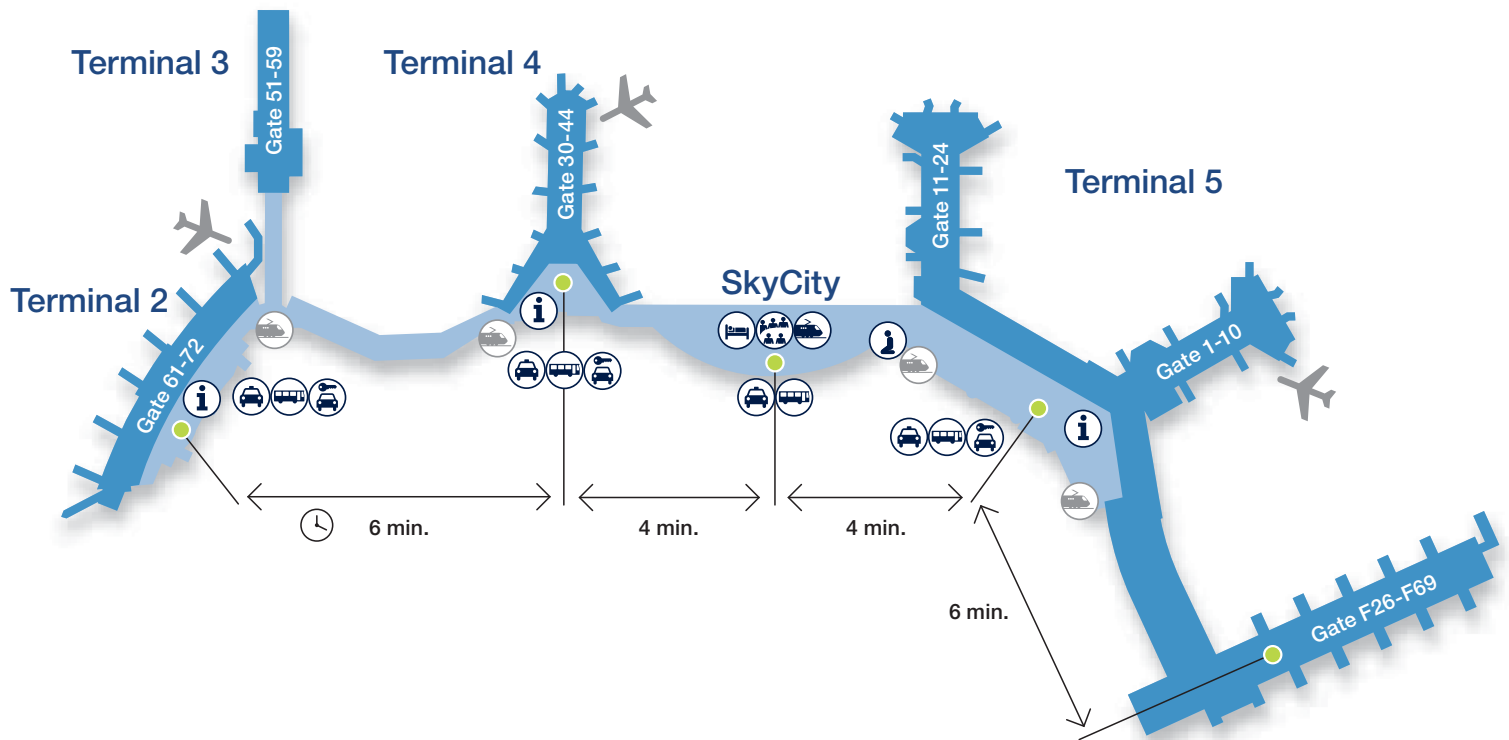 Terminal 3
Terminal 4
Gate 51-59
Gate 30-44
Gate 11-24
Terminal 5
Terminal 2
SkyCity
Gate 61-72
Gate 1-10
i
i
i
6 min.
4 min.
4 min.
6 min.
Gate F26-F69